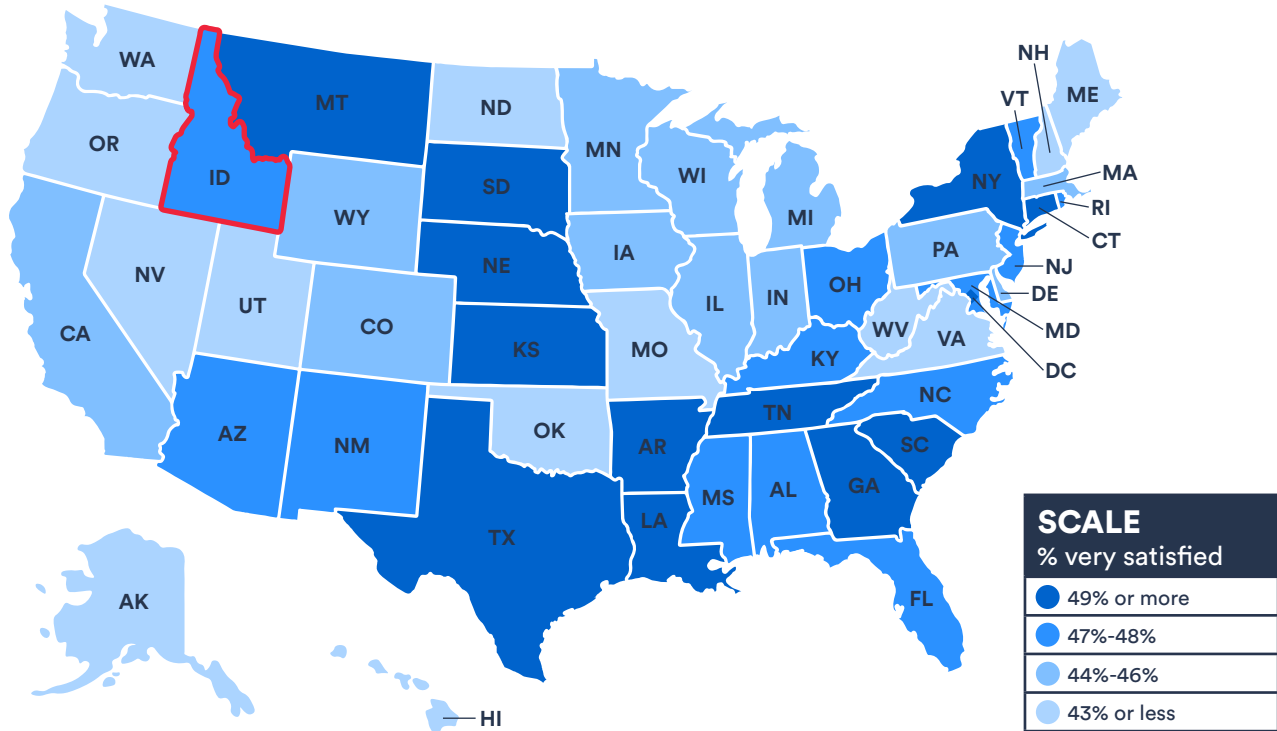 WA
MT
ND
MN
OR
ID
SD
WI
MI
NY
NH
VT
ME
MA
RI
CT
WY
NE
IA
PA
NJ
NV
UT
CO
IL
IN
OH
DE
CA
KS
MO
WV
VA
MD
KY
DC
AZ
NM
OK
AR
TN
NC
SC
TX
LA
MS
AL
GA
FL
AK
HI
SCALE
% very satisfied
49% or more
47%-48%
44%-46%
43% or less